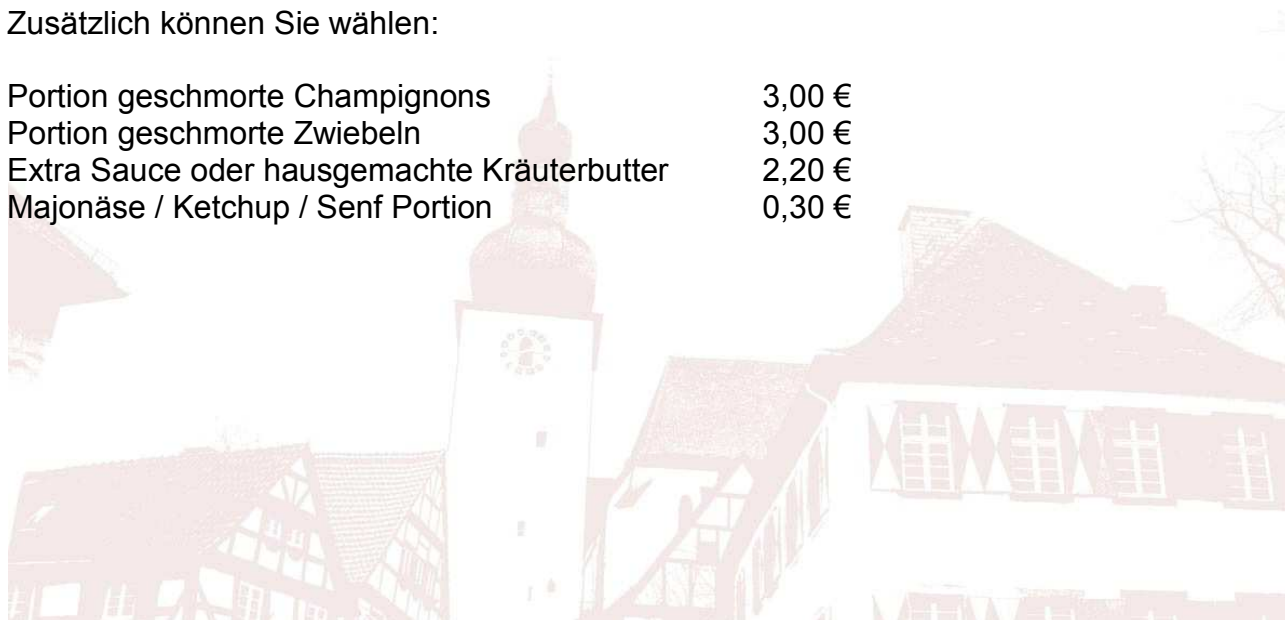 Zusätzlich können Sie wählen:
Portion geschmorte Champignons 3,00 €
Portion geschmorte Zwiebeln 3,00 €
Extra Sauce oder hausgemachte Kräuterbutter 2,20 €
Majonäse / Ketchup / Senf Portion 0,30 €